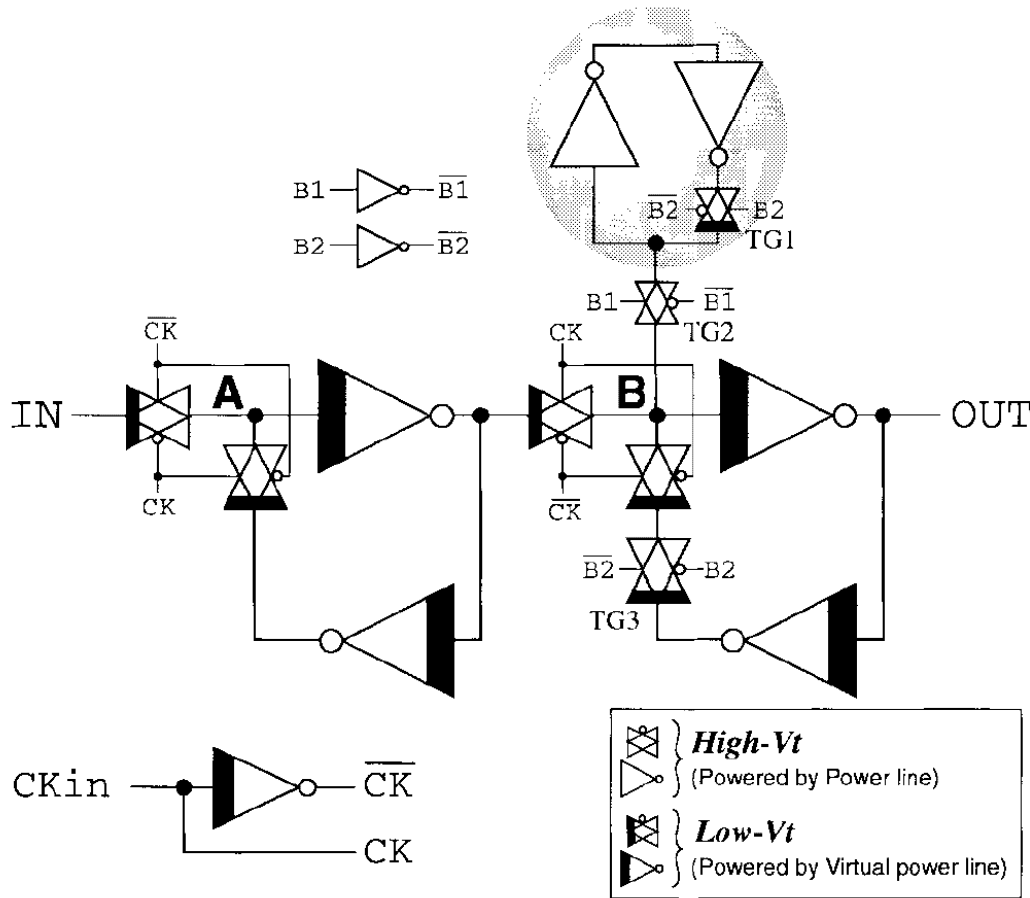 B1 B̅1̅
B2 B̅2̅
B̅2̅ B2
TG1
B1 B̅1̅
TG2
C̅K̅ CK
IN A B OUT
CK C̅K̅
B̅2̅ B2
TG3
CKin C̅K̅
CK
High-Vt
(Powered by Power line)
Low-Vt
(Powered by Virtual power line)